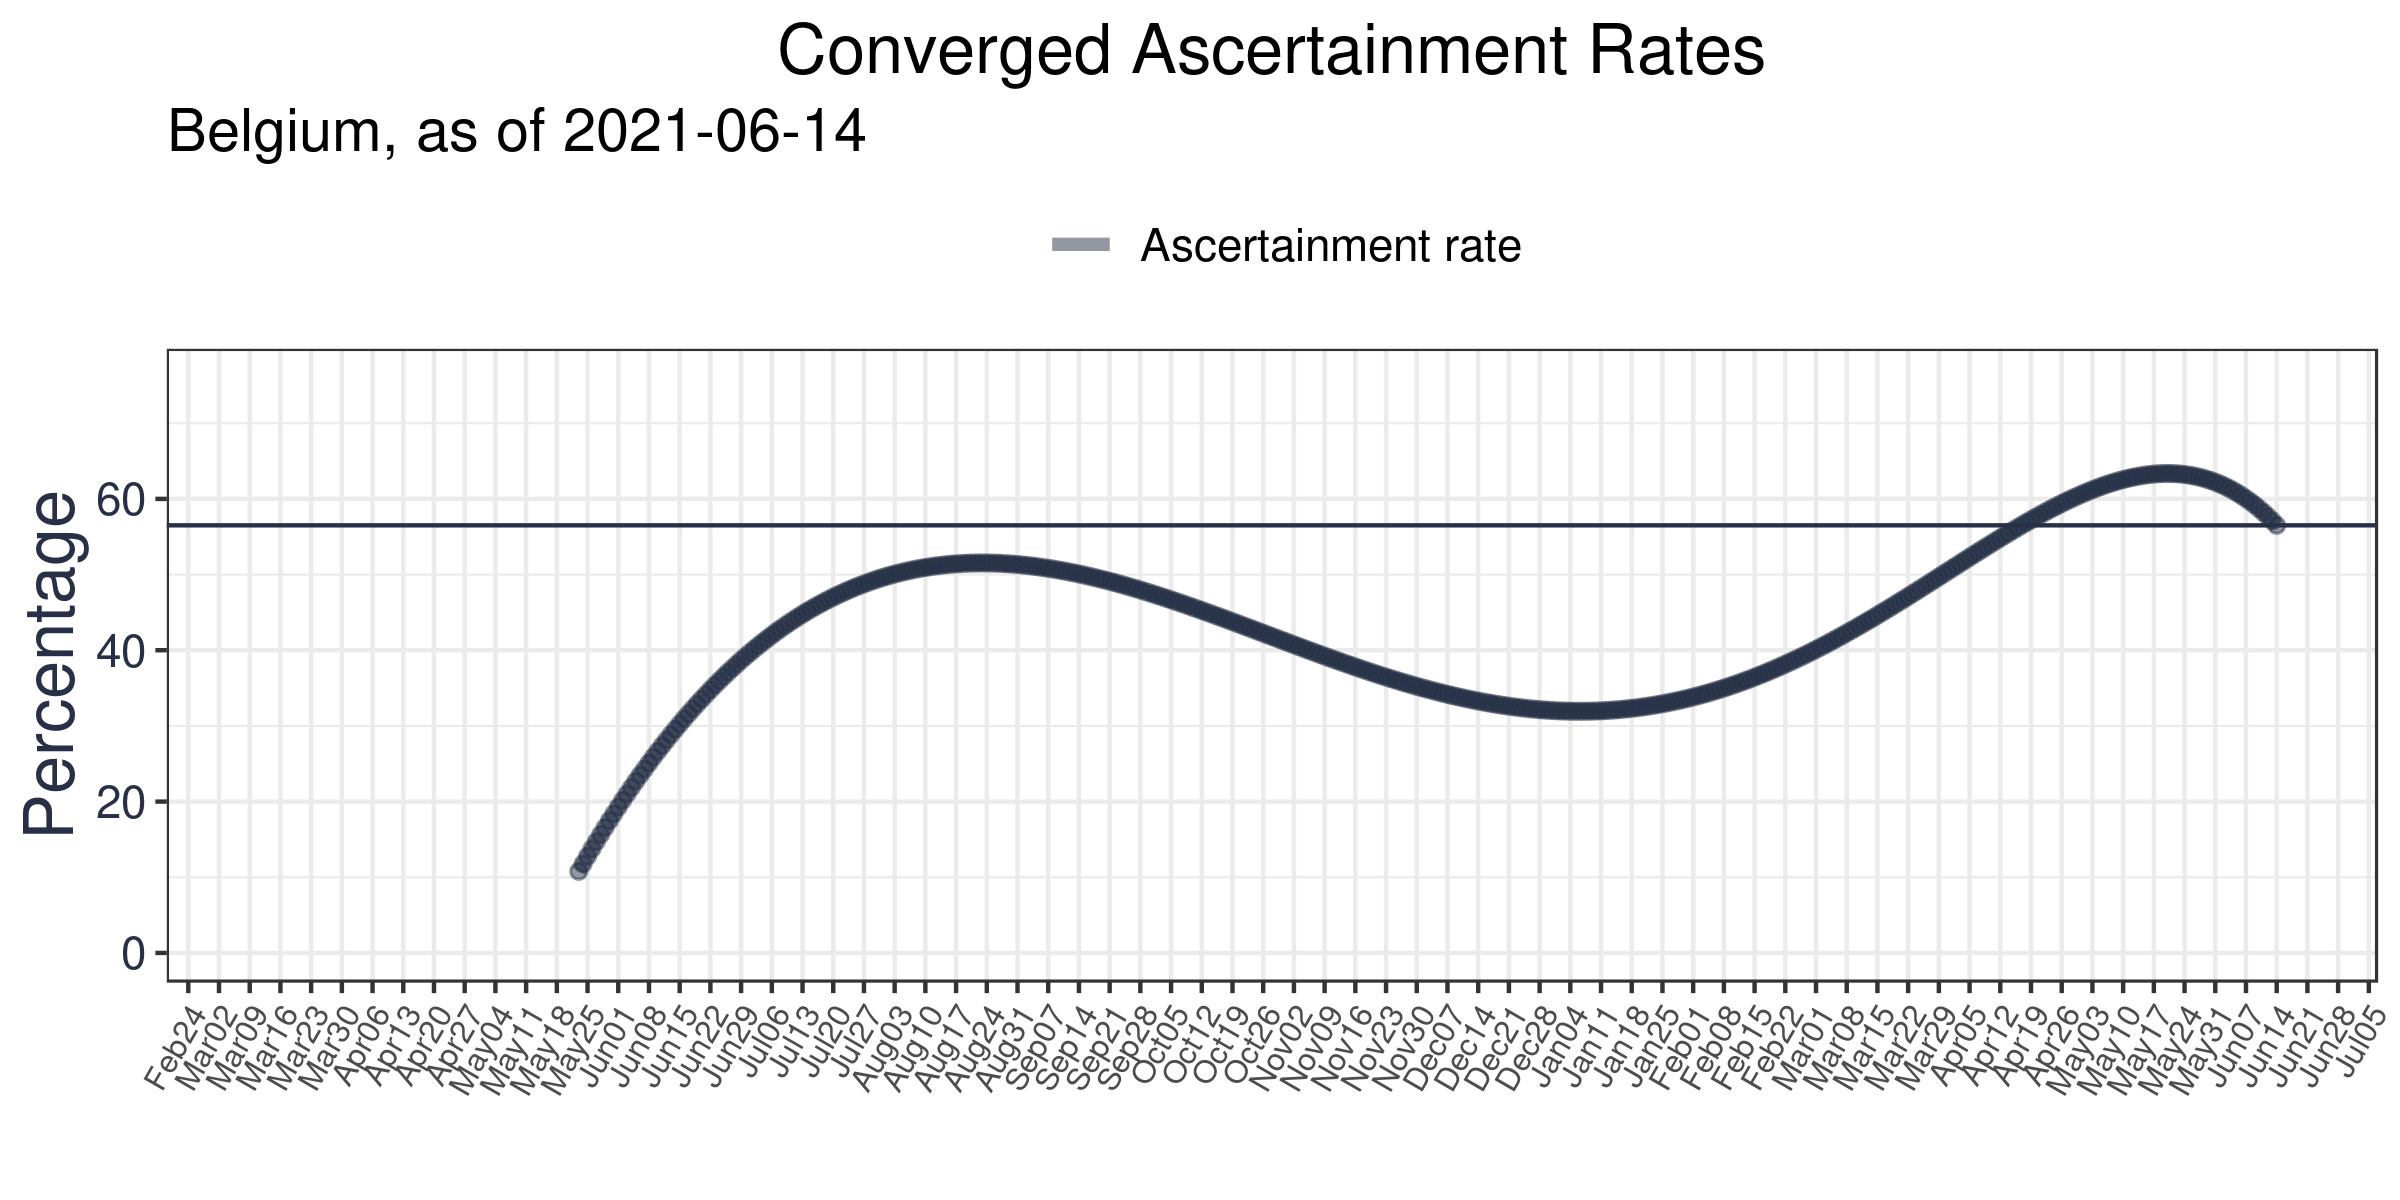 Converged Ascertainment Rates
Belgium, as of 2021-06-14
Ascertainment rate
Percentage
60
40
20
0
Feb24
Mar02
Mar09
Mar16
Mar23
Mar30
Apr06
Apr13
Apr20
Apr27
May04
May11
May18
May25
Jun01
Jun08
Jun15
Jun22
Jun29
Jul06
Jul13
Jul20
Jul27
Aug03
Aug10
Aug17
Aug24
Aug31
Sep07
Sep14
Sep21
Sep28
Oct05
Oct12
Oct19
Oct26
Nov02
Nov09
Nov16
Nov23
Nov30
Dec07
Dec14
Dec21
Dec28
Jan04
Jan11
Jan18
Jan25
Feb01
Feb08
Feb15
Feb22
Mar01
Mar08
Mar15
Mar22
Mar29
Apr05
Apr12
Apr19
Apr26
May03
May10
May17
May24
May31
Jun07
Jun14
Jun21
Jun28
Jul05